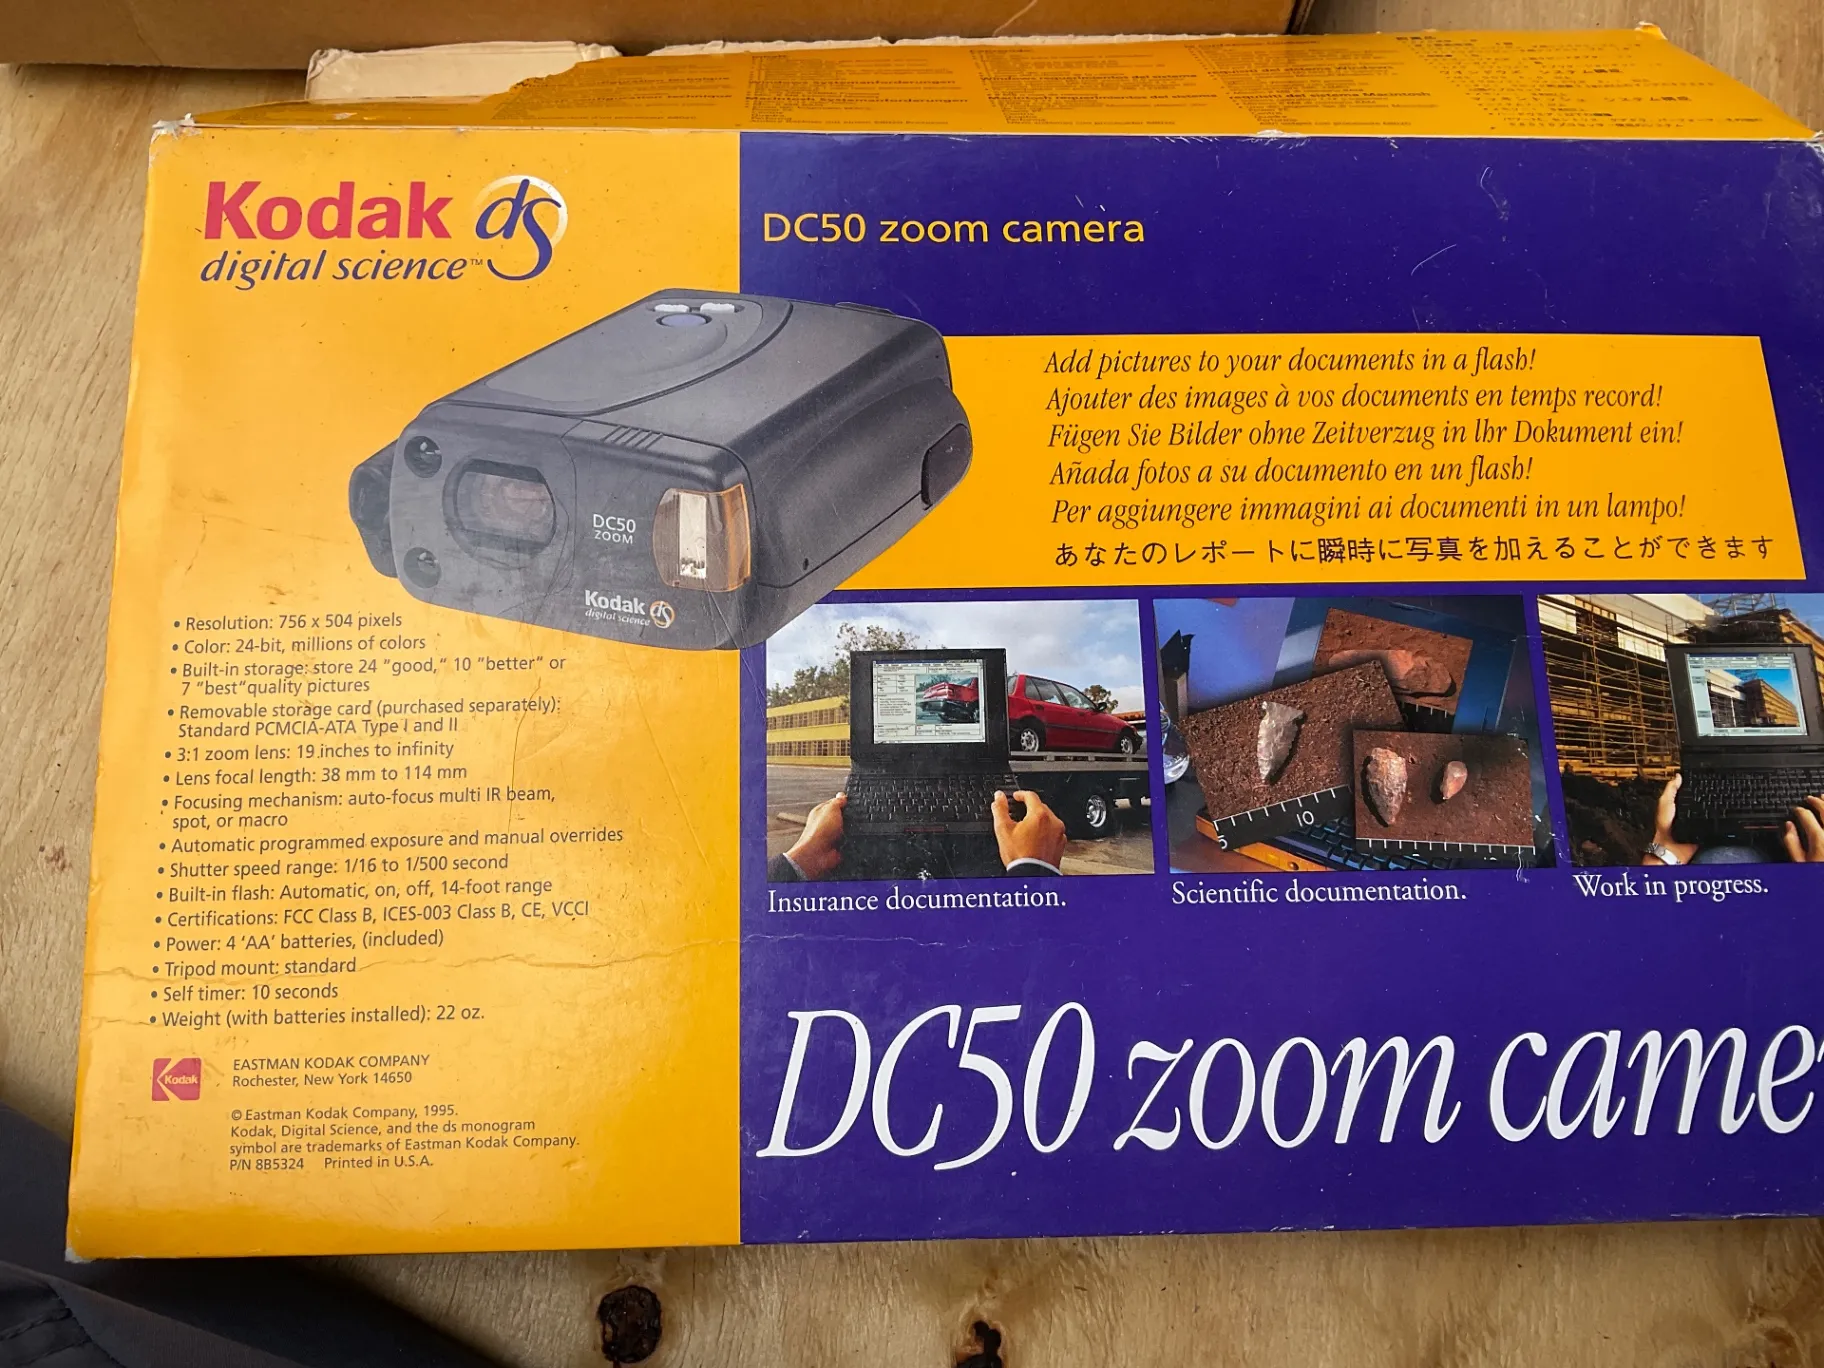 Kodak ds
digital science™
DC50 zoom camera
Add pictures to your documents in a flash!
Ajouter des images à vos documents en temps record!
Fügen Sie Bilder ohne Zeitverzug in Ihr Dokument ein!
Añada fotos a su documento en un flash!
Per aggiungere immagini ai documenti in un lampo!
あなたのレポートに瞬時に写真を加えることができます
DC50
ZOOM
Kodak ds
digital science
• Resolution: 756 x 504 pixels
• Color: 24-bit, millions of colors
• Built-in storage: store 24 "good," 10 "better" or
7 "best" quality pictures
• Removable storage card (purchased separately):
Standard PCMCIA-ATA Type I and II
• 3:1 zoom lens: 19 inches to infinity
• Lens focal length: 38 mm to 114 mm
• Focusing mechanism: auto-focus multi IR beam,
spot, or macro
• Automatic programmed exposure and manual overrides
• Shutter speed range: 1/16 to 1/500 second
• Built-in flash: Automatic, on, off, 14-foot range
• Certifications: FCC Class B, ICES-003 Class B, CE, VCCI
• Power: 4 'AA' batteries, (included)
• Tripod mount: standard
• Self timer: 10 seconds
• Weight (with batteries installed): 22 oz.
Kodak
EASTMAN KODAK COMPANY
Rochester, New York 14650
© Eastman Kodak Company, 1995.
Kodak, Digital Science, and the ds monogram
symbol are trademarks of Eastman Kodak Company.
P/N 8B5324 Printed in U.S.A.
5 10
Insurance documentation.
Scientific documentation.
Work in progress.
DC50 zoom came